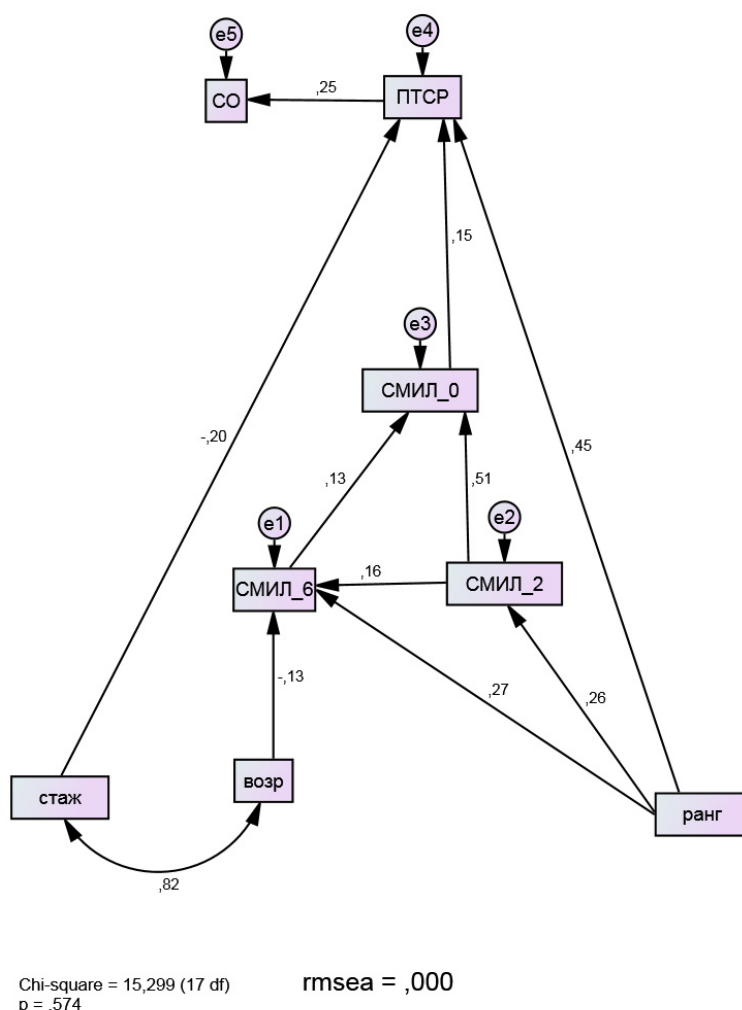 e5
e4
СО
,25
ПТСР
,15
e3
СМИЛ_0
-,20
,45
,13
,51
e1
e2
СМИЛ_6
,16
СМИЛ_2
-,13
,27
,26
стаж
возр
ранг
,82
Chi-square = 15,299 (17 df)
rmsea = ,000
p = ,574